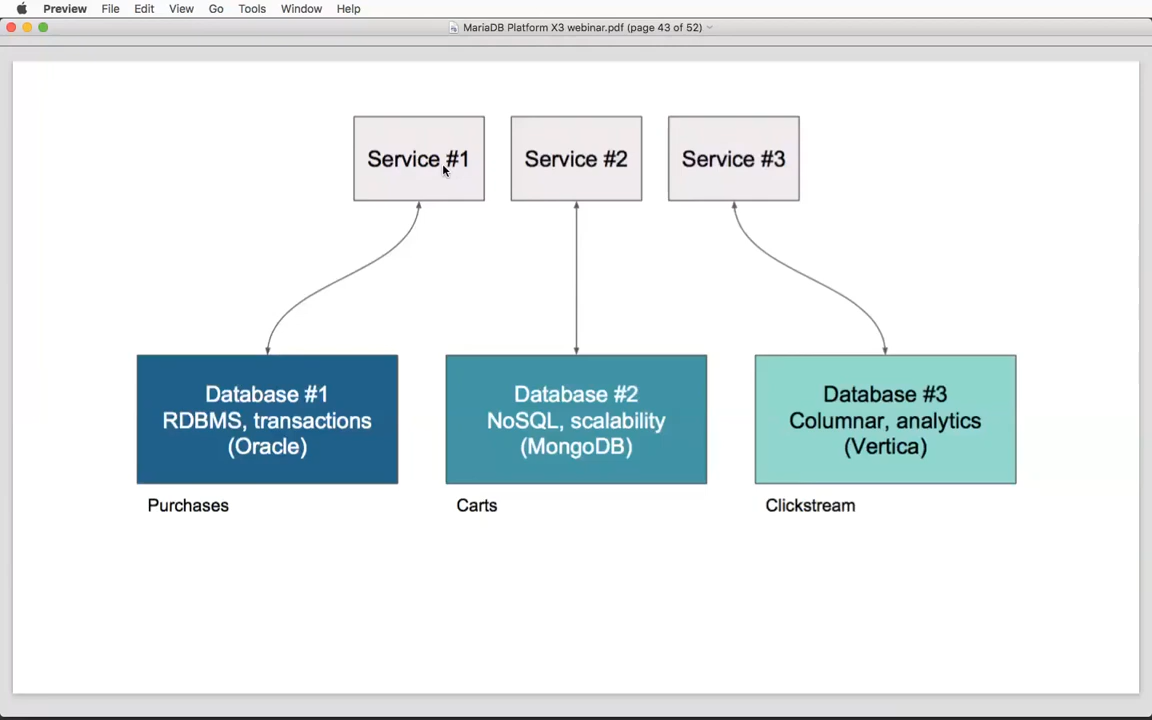 Preview File Edit View Go Tools Window Help
MariaDB Platform X3 webinar.pdf (page 43 of 52)
Service #1
Service #2
Service #3
Database #1
RDBMS, transactions
(Oracle)
Database #2
NoSQL, scalability
(MongoDB)
Database #3
Columnar, analytics
(Vertica)
Purchases
Carts
Clickstream